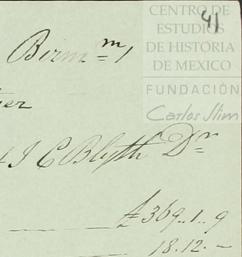 41
CENTRO DE
ESTUDIOS
DE HISTORIA
DE MEXICO
FUNDACIÓN
Carlos Slim
Birm=m 1
& J C Blyth Dr
£ 369..1..9
18.12.–